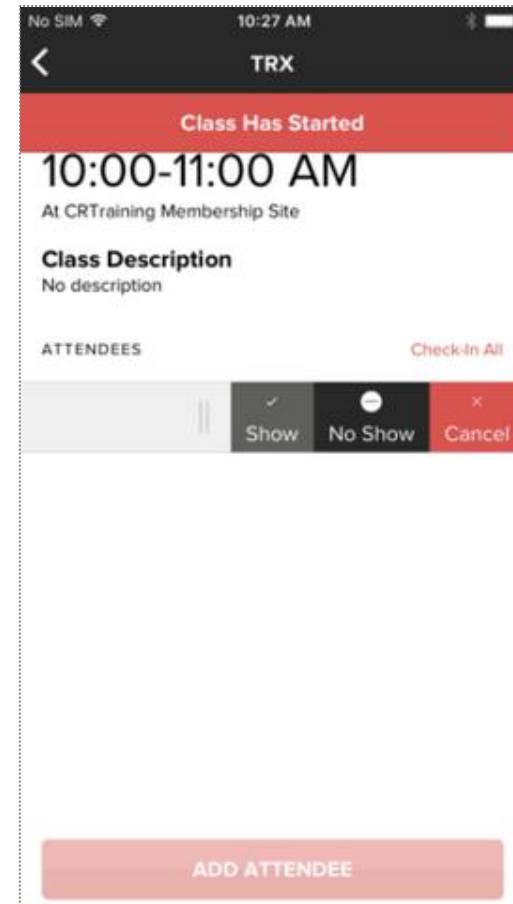 No SIM 10:27 AM
TRX
Class Has Started
10:00-11:00 AM
At CRTraining Membership Site
Class Description
No description
ATTENDEES Check-In All
Show No Show Cancel
ADD ATTENDEE